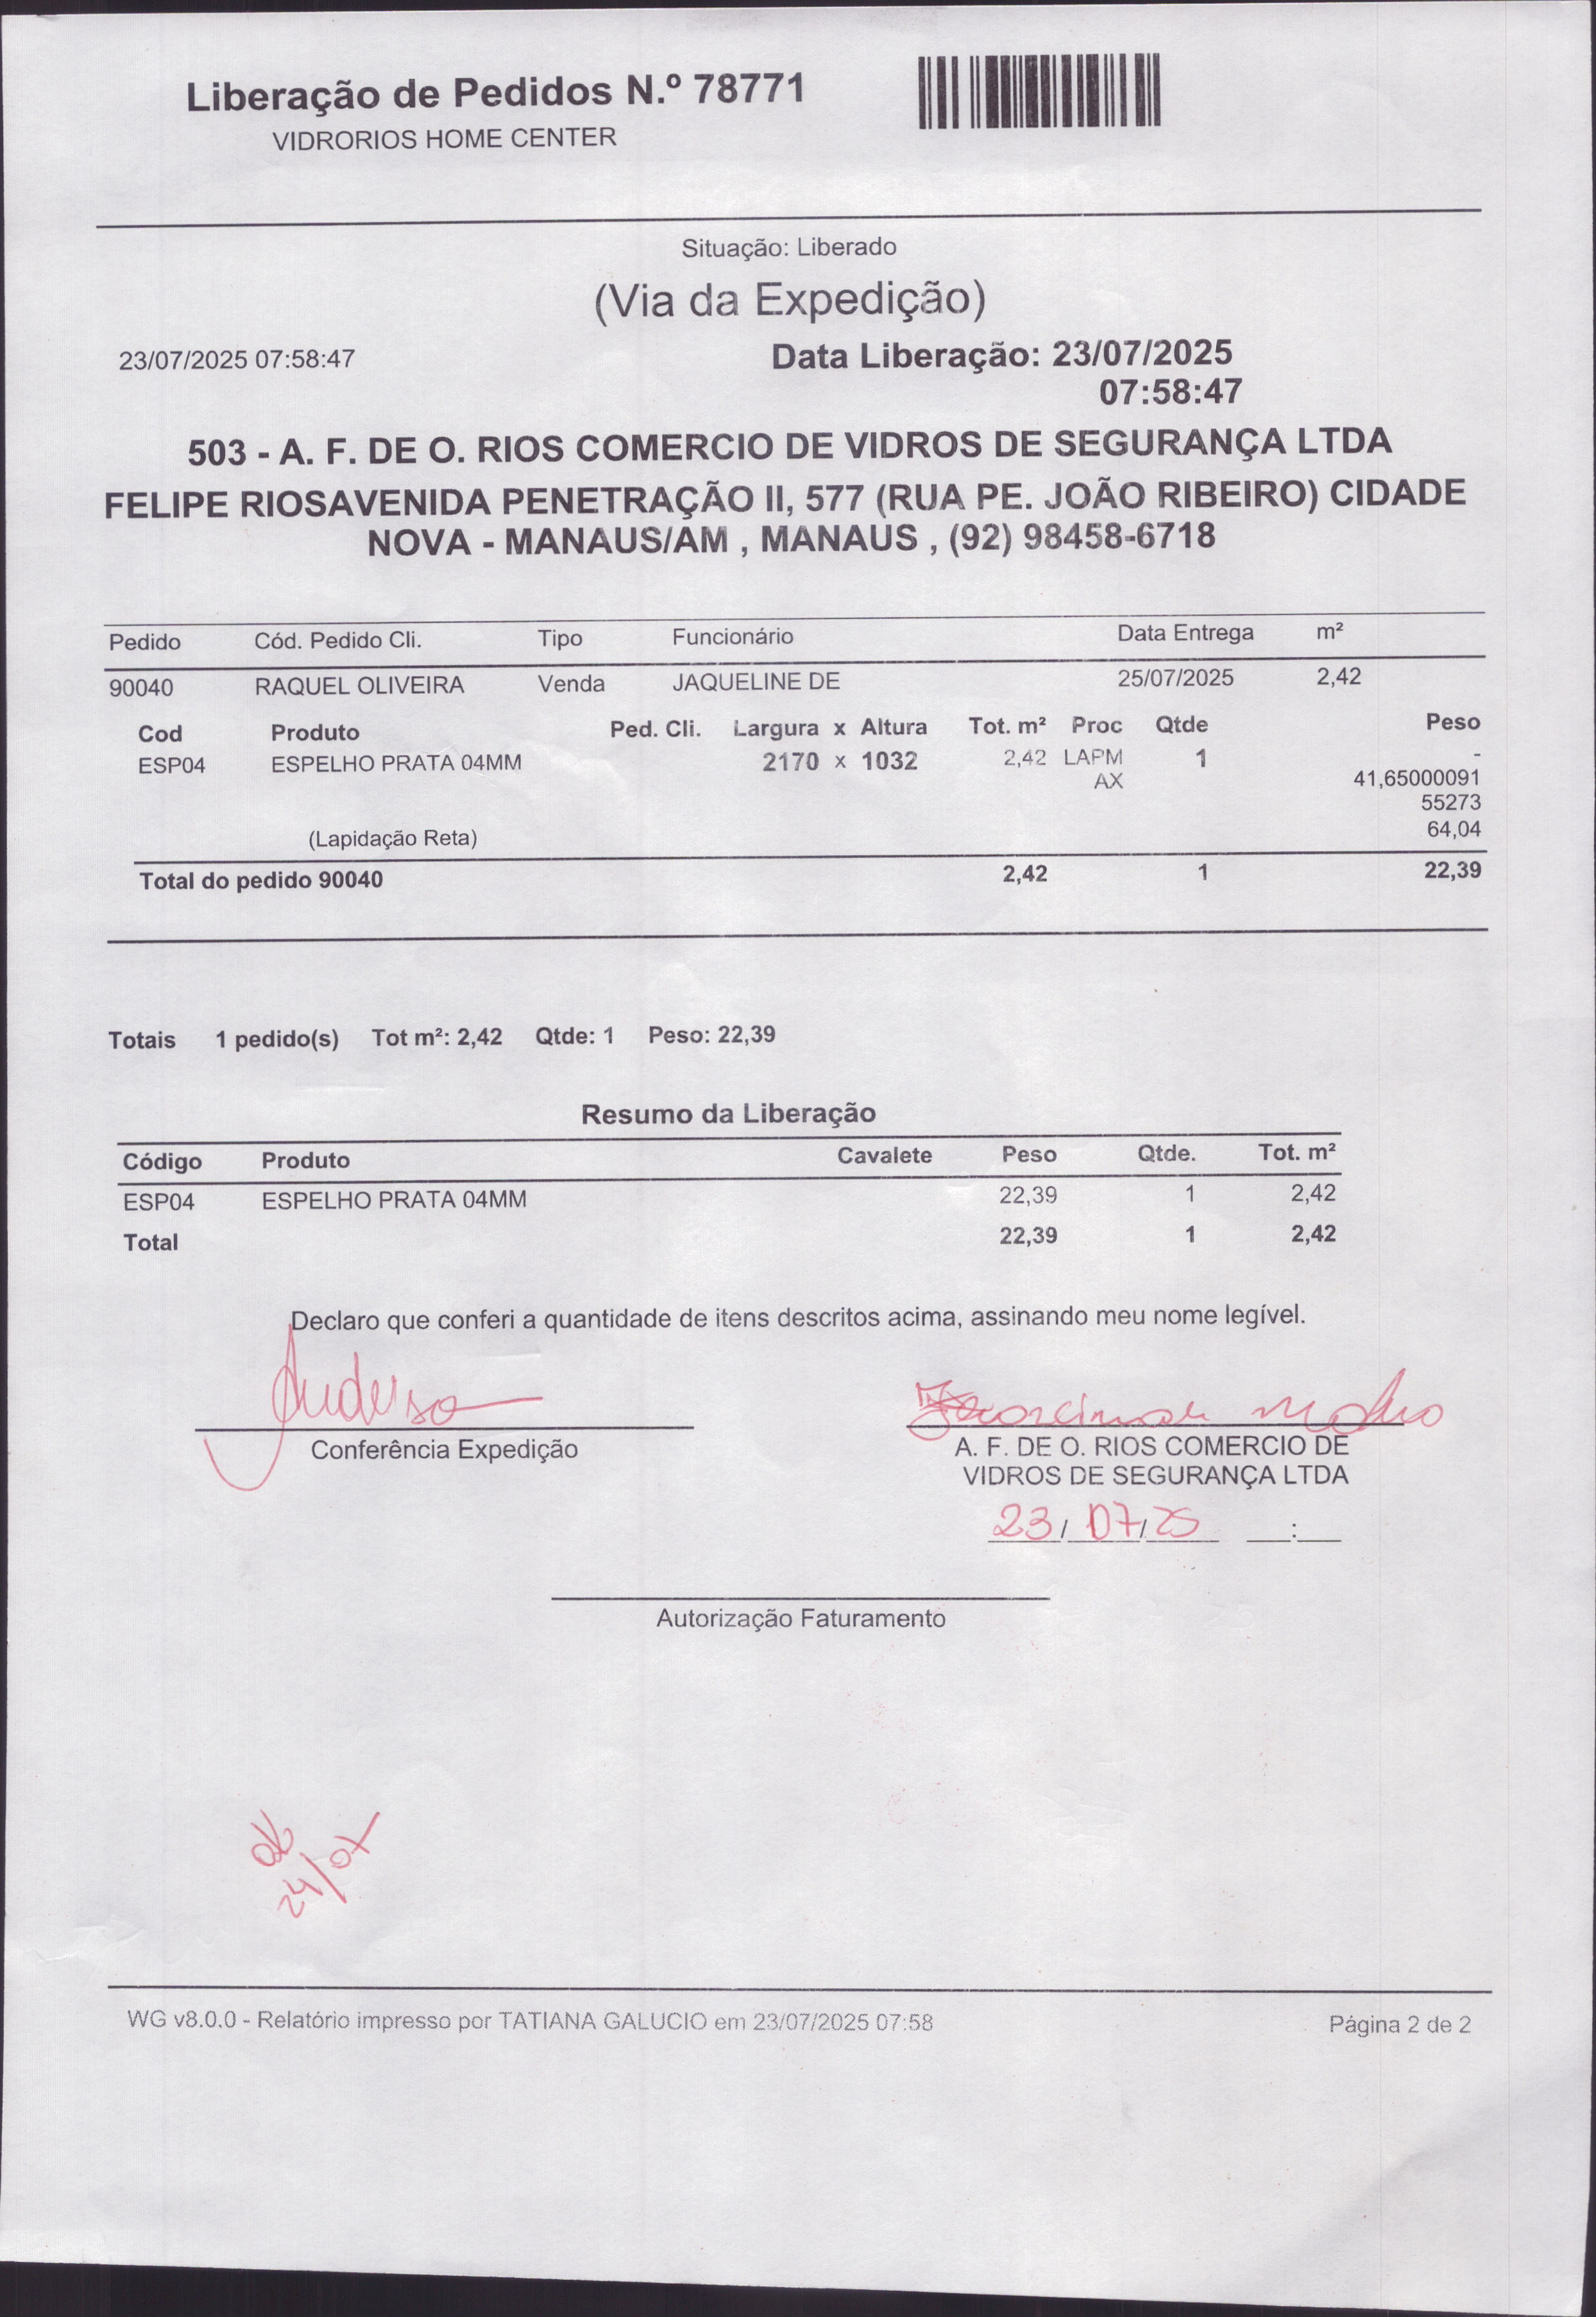 Liberação de Pedidos N.º 78771
VIDRORIOS HOME CENTER
Situação: Liberado
(Via da Expedição)
23/07/2025 07:58:47
Data Liberação: 23/07/2025
07:58:47
503 - A. F. DE O. RIOS COMERCIO DE VIDROS DE SEGURANÇA LTDA
FELIPE RIOSAVENIDA PENETRAÇÃO II, 577 (RUA PE. JOÃO RIBEIRO) CIDADE
NOVA - MANAUS/AM , MANAUS , (92) 98458-6718
Pedido Cód. Pedido Cli. Tipo Funcionário Data Entrega m²
90040 RAQUEL OLIVEIRA Venda JAQUELINE DE 25/07/2025 2,42
Cod Produto Ped. Cli. Largura x Altura Tot. m² Proc Qtde Peso
ESP04 ESPELHO PRATA 04MM 2170 x 1032 2,42 LAPM 1 -
AX 41,65000091
55273
(Lapidação Reta) 64,04
Total do pedido 90040 2,42 1 22,39
Totais 1 pedido(s) Tot m²: 2,42 Qtde: 1 Peso: 22,39
Resumo da Liberação
Código Produto Cavalete Peso Qtde. Tot. m²
ESP04 ESPELHO PRATA 04MM 22,39 1 2,42
Total 22,39 1 2,42
Declaro que conferi a quantidade de itens descritos acima, assinando meu nome legível.
Anderson
Conferência Expedição
A. F. DE O. RIOS COMERCIO DE
VIDROS DE SEGURANÇA LTDA
23/07/25 __:__
Autorização Faturamento
ok
24/07
WG v8.0.0 - Relatório impresso por TATIANA GALUCIO em 23/07/2025 07:58
Página 2 de 2